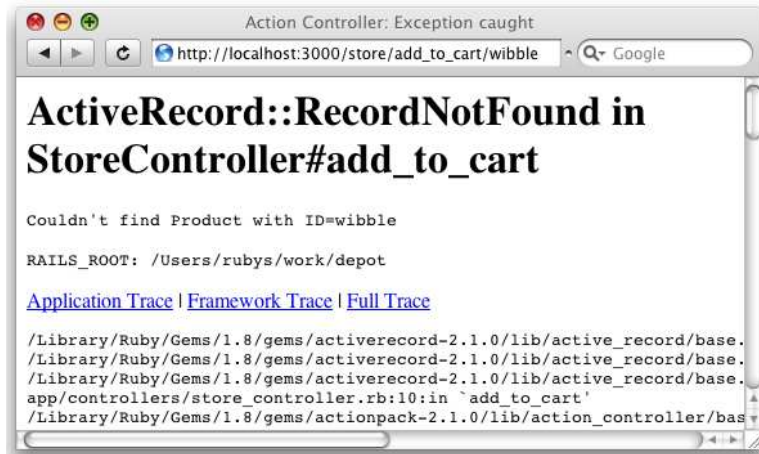 Action Controller: Exception caught
http://localhost:3000/store/add_to_cart/wibble
Google
ActiveRecord::RecordNotFound in
StoreController#add_to_cart
Couldn't find Product with ID=wibble
RAILS_ROOT: /Users/rubys/work/depot
Application Trace | Framework Trace | Full Trace
/Library/Ruby/Gems/1.8/gems/activerecord-2.1.0/lib/active_record/base.
/Library/Ruby/Gems/1.8/gems/activerecord-2.1.0/lib/active_record/base.
/Library/Ruby/Gems/1.8/gems/activerecord-2.1.0/lib/active_record/base.
app/controllers/store_controller.rb:10:in `add_to_cart'
/Library/Ruby/Gems/1.8/gems/actionpack-2.1.0/lib/action_controller/bas